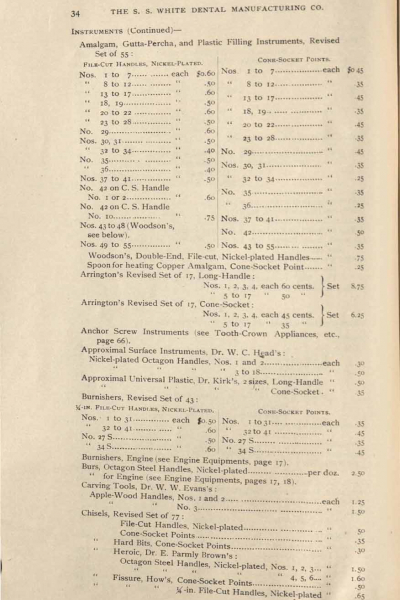 34 THE S. S. WHITE DENTAL MANUFACTURING CO.
INSTRUMENTS (Continued)—
Amalgam, Gutta-Percha, and Plastic Filling Instruments, Revised
Set of 55 :
FILE-CUT HANDLES, NICKEL-PLATED.
Nos. 1 to 7 each $0.60
" 8 to 12 " .50
" 13 to 17 " .60
" 18, 19 " .50
" 20 to 22 " .60
" 23 to 28 " .50
No. 29 " .60
Nos. 30, 31 " .50
" 32 to 34 " .40
No. 35 " .50
" 36 " .40
Nos. 37 to 41 " .50
No. 42 on C. S. Handle
No. 1 or 2 " .60
No. 42 on C. S. Handle
No. 10 " .75
Nos. 43 to 48 (Woodson's,
see below).
Nos. 49 to 55 " .50
CONE-SOCKET POINTS.
Nos. 1 to 7 each $0 45
" 8 to 12 " .35
" 13 to 17 " .45
" 18, 19 " .35
" 20 to 22 " .45
" 23 to 28 " .35
No. 29 " .45
Nos. 30, 31 " .35
" 32 to 34 " .25
No. 35 " .35
" 36 " .25
Nos. 37 to 41 " .35
No. 42 " .50
Nos. 43 to 55 " .35
Woodson's, Double-End, File-cut, Nickel-plated Handles " .75
Spoon for heating Copper Amalgam, Cone-Socket Point " .25
Arrington's Revised Set of 17, Long-Handle :
Nos. 1, 2, 3, 4, each 60 cents. } Set 8.75
" 5 to 17 " 50 "
Arrington's Revised Set of 17, Cone-Socket :
Nos. 1, 2, 3, 4, each 45 cents. } Set 6.25
" 5 to 17 " 35 "
Anchor Screw Instruments (see Tooth-Crown Appliances, etc.,
page 66).
Approximal Surface Instruments, Dr. W. C. Head's :
Nickel-plated Octagon Handles, Nos. 1 and 2 each .30
" " " " 3 to 18 " .50
Approximal Universal Plastic, Dr. Kirk's, 2 sizes, Long-Handle " .50
" " " " Cone-Socket. " .35
Burnishers, Revised Set of 43 :
¼-IN. FILE-CUT HANDLES, NICKEL-PLATED.
Nos. 1 to 31 each $0.50
" 32 to 41 " .60
No. 27 S " .50
" 34 S " .60
CONE-SOCKET POINTS.
Nos. 1 to 31 each .35
" 32 to 41 " .45
No. 27 S " .35
" 34 S " .45
Burnishers, Engine (see Engine Equipments, page 17).
Burs, Octagon Steel Handles, Nickel-plated per doz. 2.50
" for Engine (see Engine Equipments, pages 17, 18).
Carving Tools, Dr. W. W. Evans's :
Apple-Wood Handles, Nos. 1 and 2 each 1 25
" " No. 3 " 1.50
Chisels, Revised Set of 77 :
File-Cut Handles, Nickel-plated " .50
Cone-Socket Points " .35
" Hard Bits, Cone-Socket Points " .30
" Heroic, Dr. E. Parmly Brown's :
Octagon Steel Handles, Nickel-plated, Nos. 1, 2, 3 " 1.50
" " " " " 4, 5, 6 " 1 60
" Fissure, How's, Cone-Socket Points " .50
" " ¼-in. File-Cut Handles, Nickel-plated " .65